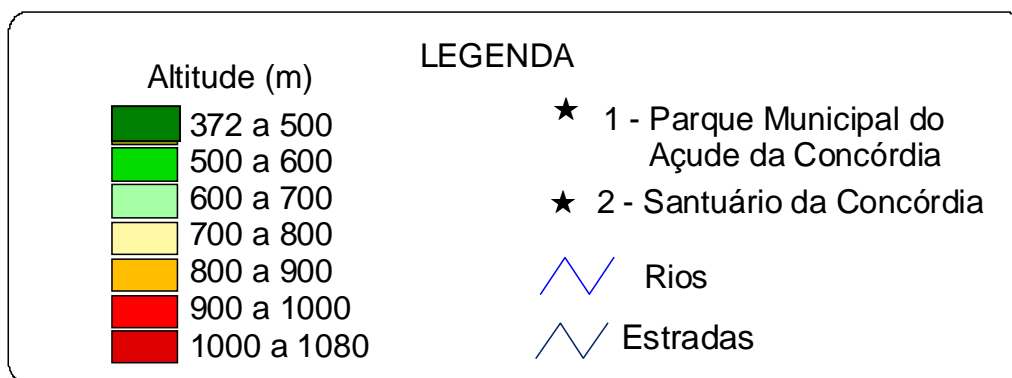 LEGENDA
Altitude (m)
372 a 500
500 a 600
600 a 700
700 a 800
800 a 900
900 a 1000
1000 a 1080
1 - Parque Municipal do
Açude da Concórdia
2 - Santuário da Concórdia
Rios
Estradas